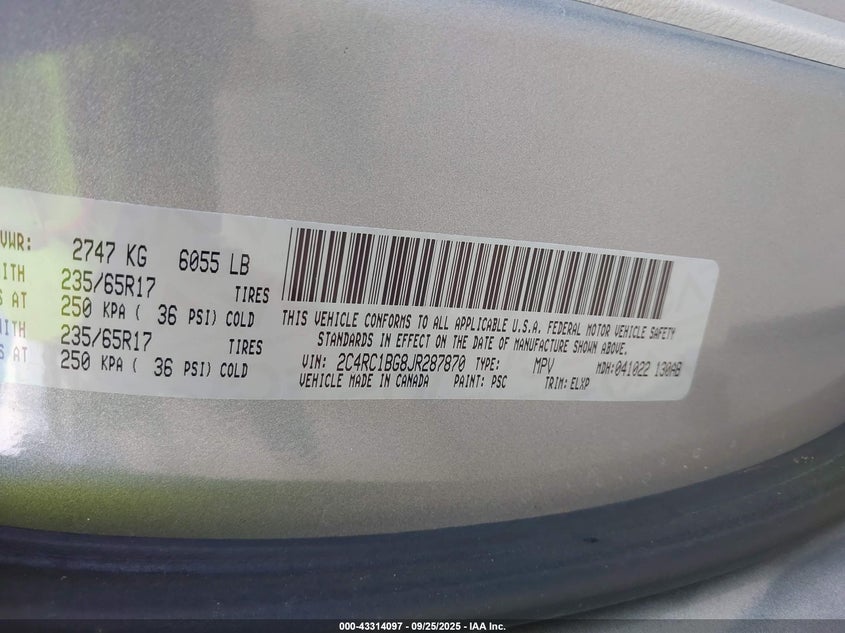 VWR: 2747 KG 6055 LB
ITH 235/65R17 TIRES
S AT 250 KPA ( 36 PSI) COLD
WITH 235/65R17 TIRES
S AT 250 KPA ( 36 PSI) COLD
THIS VEHICLE CONFORMS TO ALL APPLICABLE U.S.A. FEDERAL MOTOR VEHICLE SAFETY
STANDARDS IN EFFECT ON THE DATE OF MANUFACTURE SHOWN ABOVE.
VIN: 2C4RC1BG8JR287870 TYPE: MPV MDH:041022 130AB
VEHICLE MADE IN CANADA PAINT: PSC TRIM: ELXP
000-43314097 - 09/25/2025 - IAA Inc.